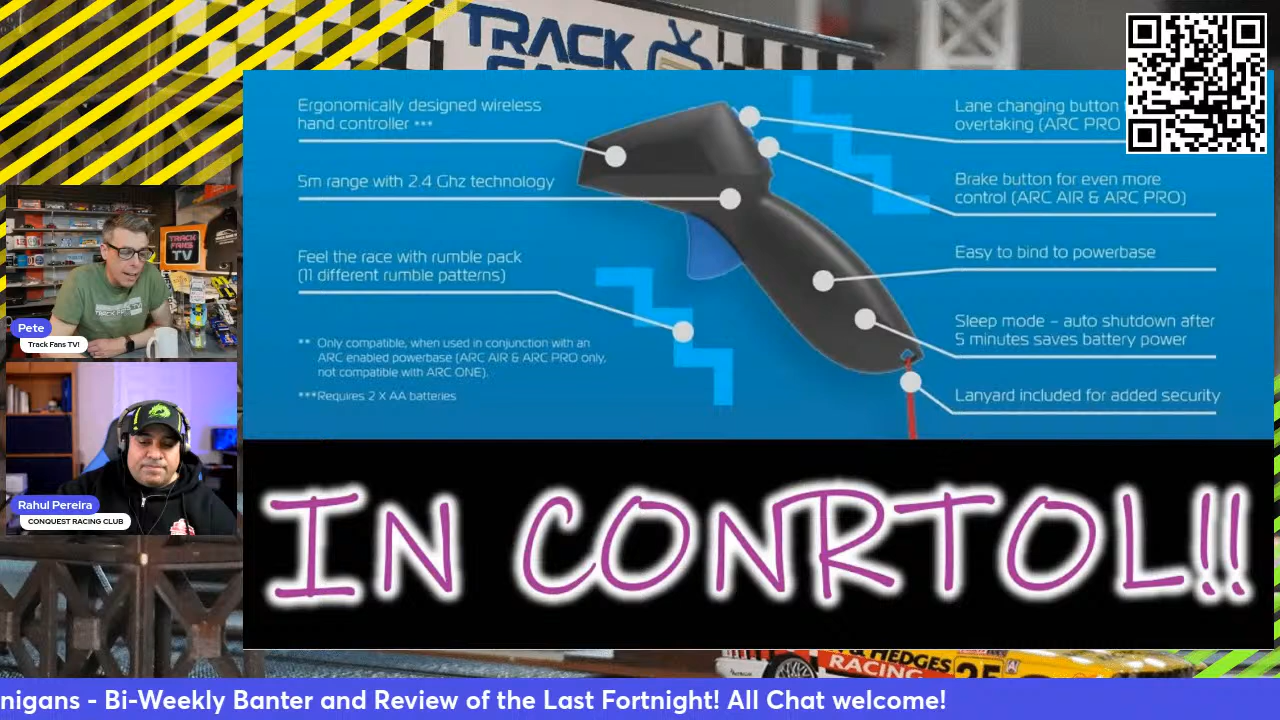 TRACK
Ergonomically designed wireless
hand controller ***
5m range with 2.4 Ghz technology
Feel the race with rumble pack
(11 different rumble patterns)
** Only compatible, when used in conjunction with an
ARC enabled powerbase (ARC AIR & ARC PRO only,
not compatible with ARC ONE).
***Requires 2 X AA batteries
Lane changing button
overtaking (ARC PRO
Brake button for even more
control (ARC AIR & ARC PRO)
Easy to bind to powerbase
Sleep mode – auto shutdown after
5 minutes saves battery power
Lanyard included for added security
TRACK
FANS
TV
Pete
Track Fans TV!
Rahul Pereira
CONQUEST RACING CLUB
IN CONRTOL!!
& HEDGES
RACING
25
nigans - Bi-Weekly Banter and Review of the Last Fortnight! All Chat welcome!